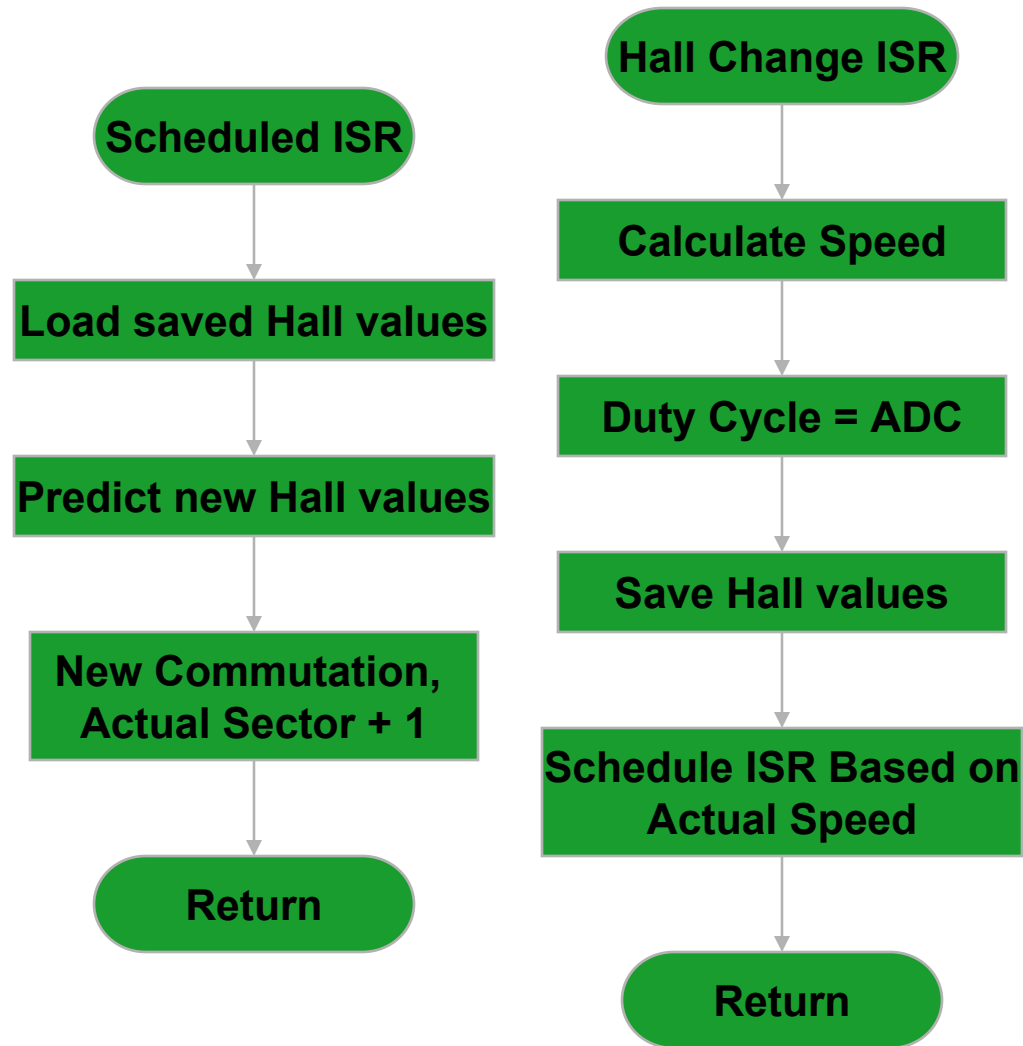 Scheduled ISR
Load saved Hall values
Predict new Hall values
New Commutation,
Actual Sector + 1
Return
Hall Change ISR
Calculate Speed
Duty Cycle = ADC
Save Hall values
Schedule ISR Based on
Actual Speed
Return